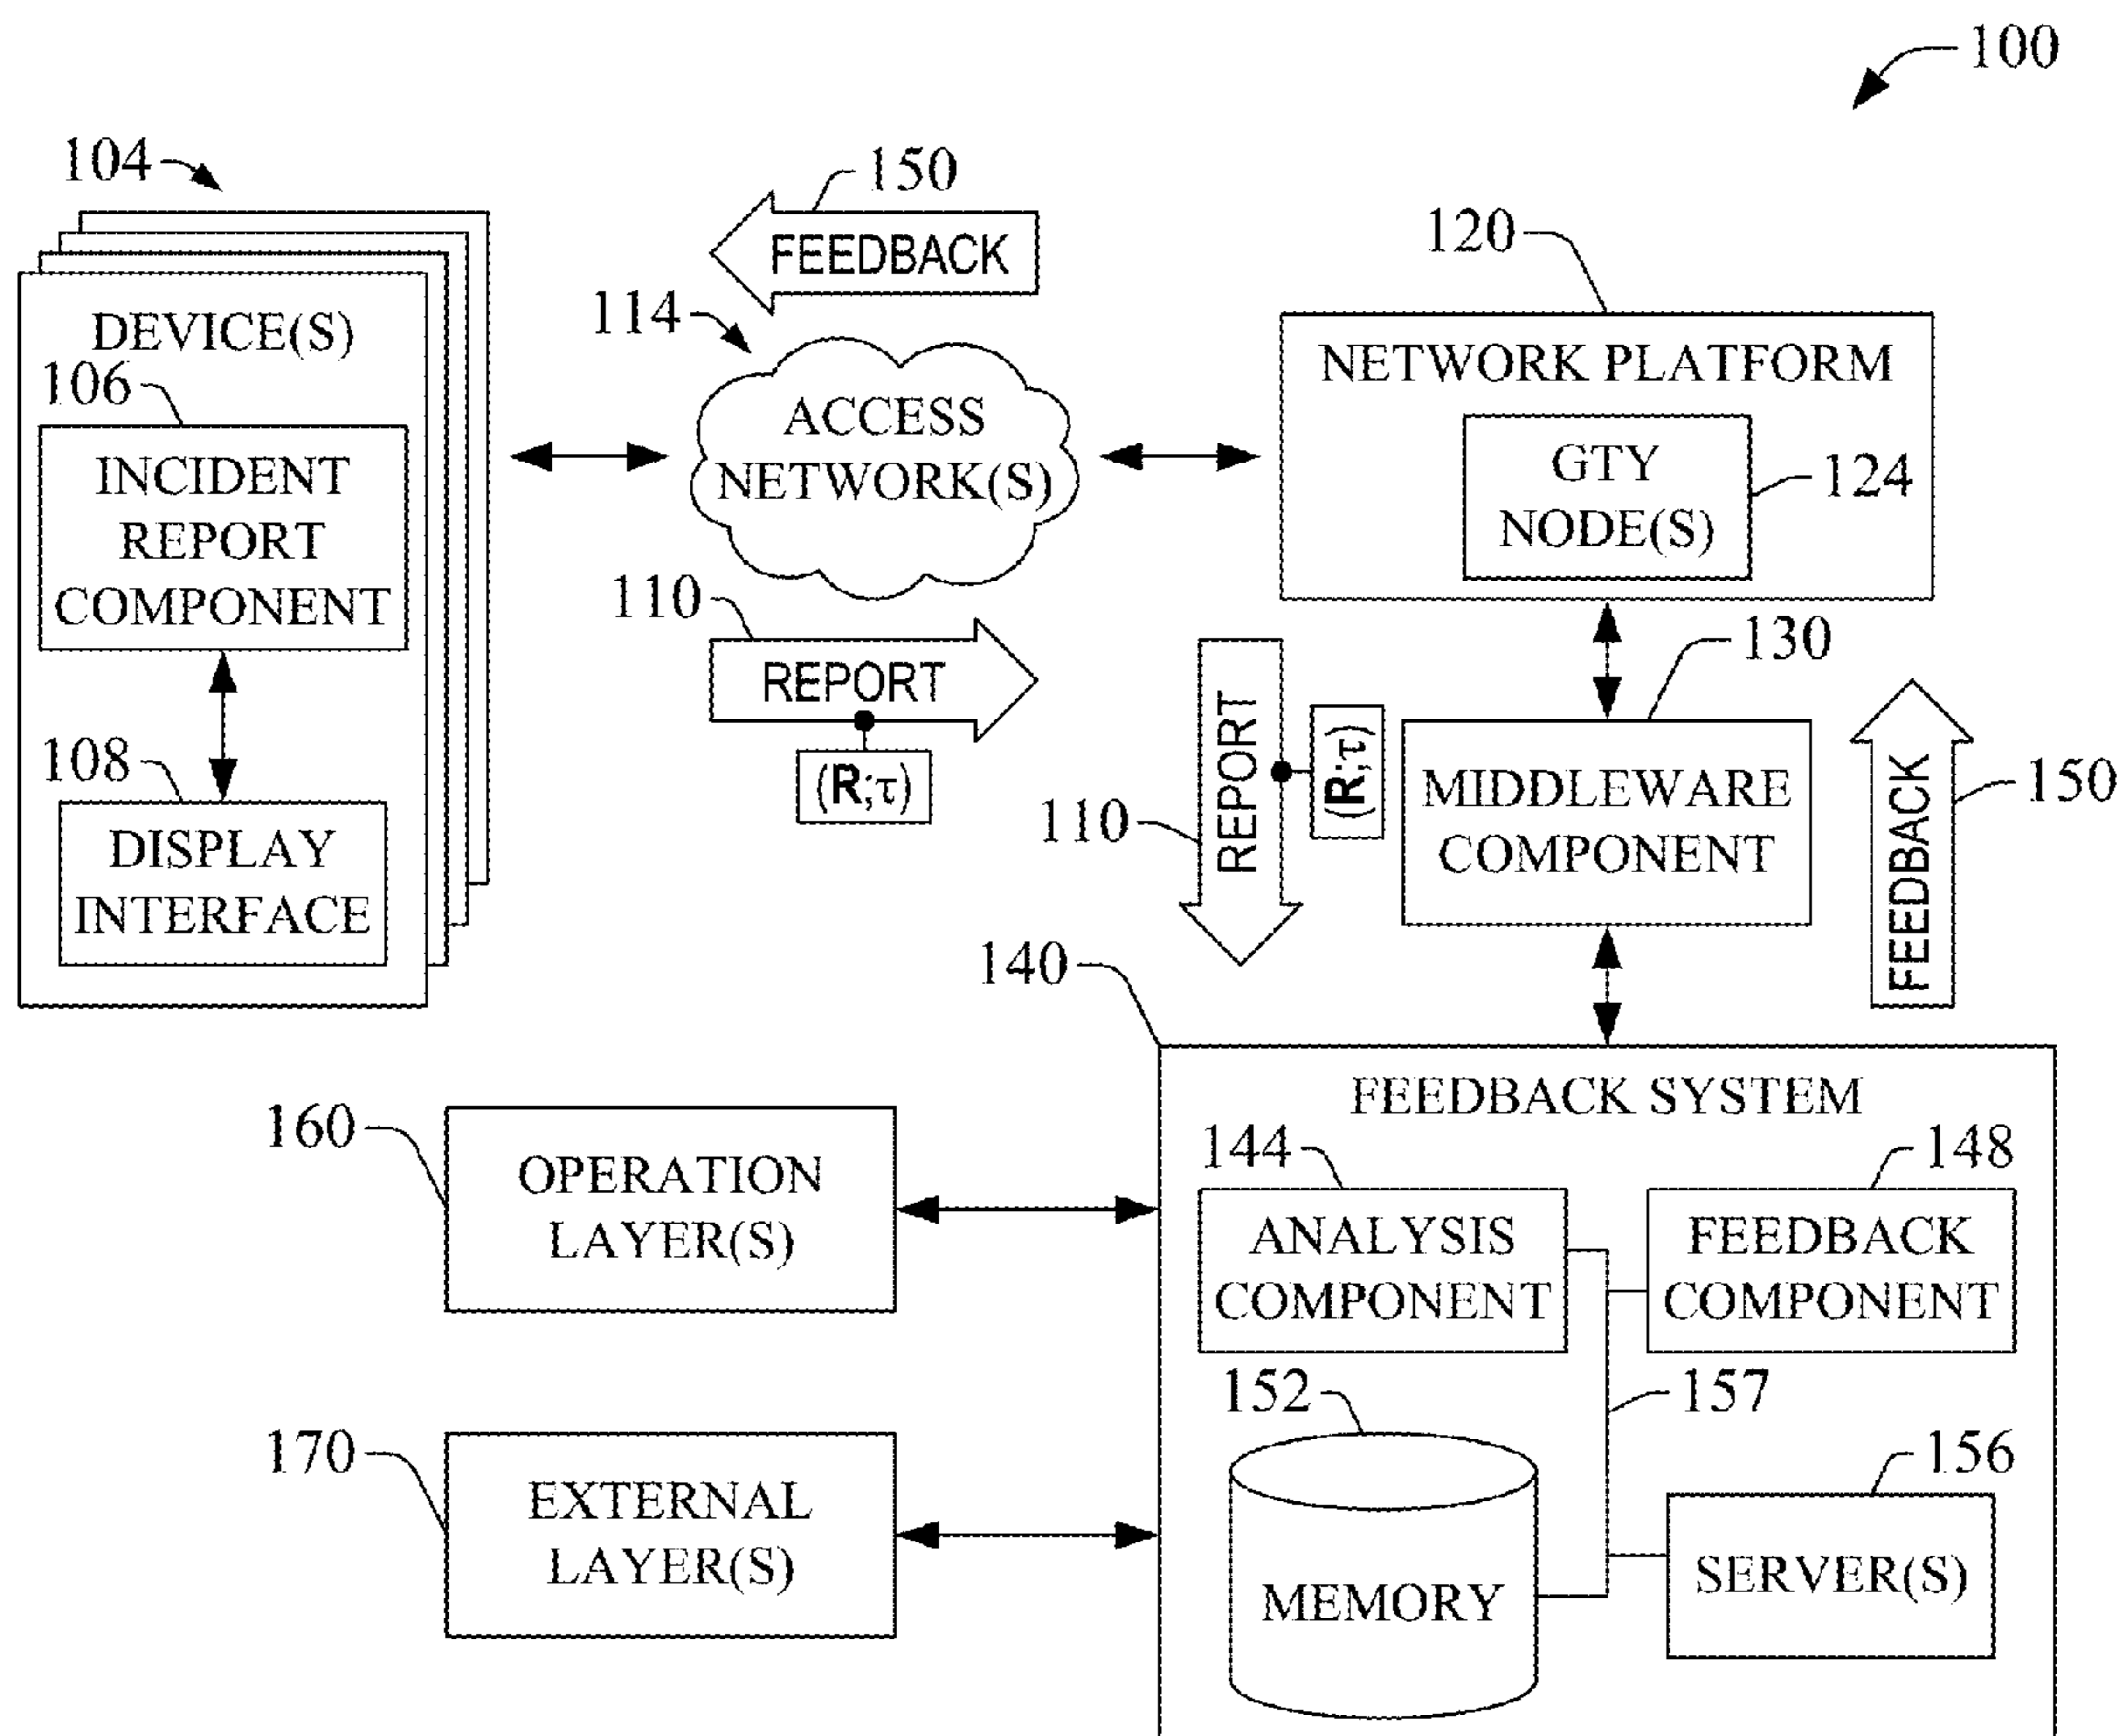 100
104
150
FEEDBACK
120
114
DEVICE(S)
106
INCIDENT
REPORT
COMPONENT
108
DISPLAY
INTERFACE
ACCESS
NETWORK(S)
110
REPORT
(R;τ)
NETWORK PLATFORM
GTY
NODE(S)
124
130
REPORT
(R;τ)
110
MIDDLEWARE
COMPONENT
FEEDBACK
150
140
FEEDBACK SYSTEM
144
ANALYSIS
COMPONENT
148
FEEDBACK
COMPONENT
152
MEMORY
157
156
SERVER(S)
160
OPERATION
LAYER(S)
170
EXTERNAL
LAYER(S)